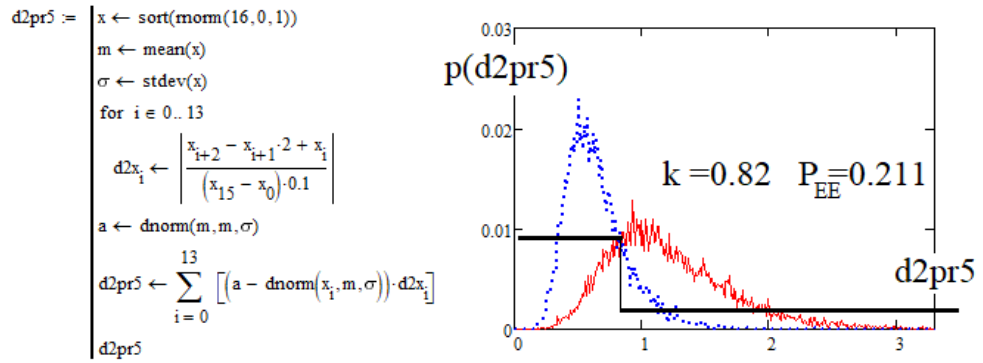 d2pr5 := x ← sort(rnorm(16,0,1))
m ← mean(x)
σ ← stdev(x)
for i ∈ 0..13
d2x_i ← |(x_{i+2} − x_{i+1}·2 + x_i) / ((x_15 − x_0)·0.1)|
a ← dnorm(m,m,σ)
d2pr5 ← ∑_{i = 0}^{13} [(a − dnorm(x_i,m,σ))·d2x_i]
d2pr5
0.03
p(d2pr5)
0.02
k =0.82 P_EE=0.211
0.01
d2pr5
0
0 1 2 3